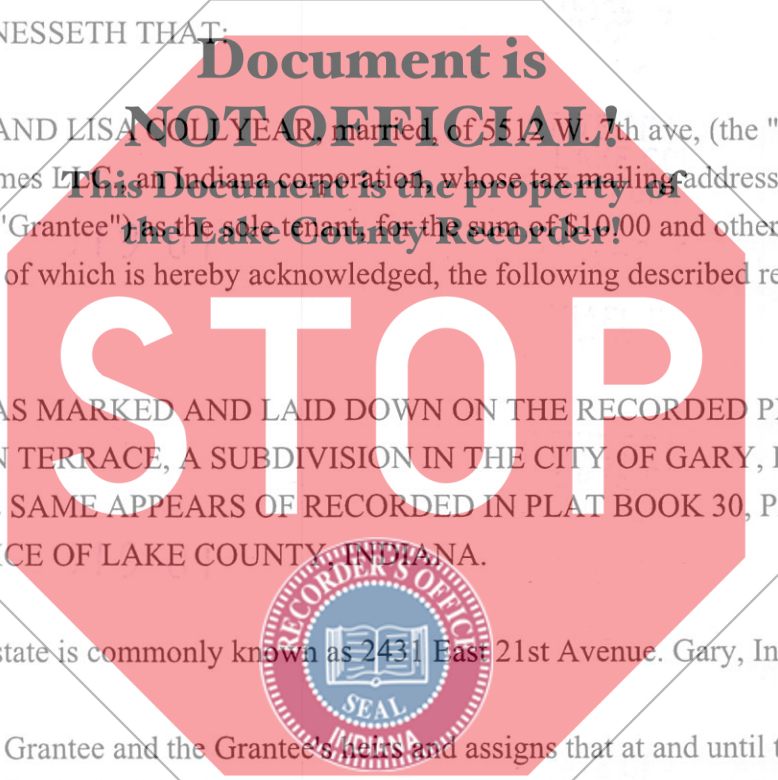 NESSETH THAT:
Document is
NOT OFFICIAL!
AND LISA GOLLYEAR, married, of 5512 W. 7th ave, (the "
This Document is the property of
mes LLC, an Indiana corporation, whose tax mailing address
"Grantee") as the sole tenant, for the sum of $10.00 and other
the Lake County Recorder!
of which is hereby acknowledged, the following described re
STOP
AS MARKED AND LAID DOWN ON THE RECORDED
TERRACE, A SUBDIVISION IN THE CITY OF GARY,
SAME APPEARS OF RECORDED IN PLAT BOOK 30,
CE OF LAKE COUNTY, INDIANA.
RECORDER'S OFFICE
SEAL
INDIANA
state is commonly known as 2431 East 21st Avenue. Gary, In
Grantee and the Grantee's heirs and assigns that at and until